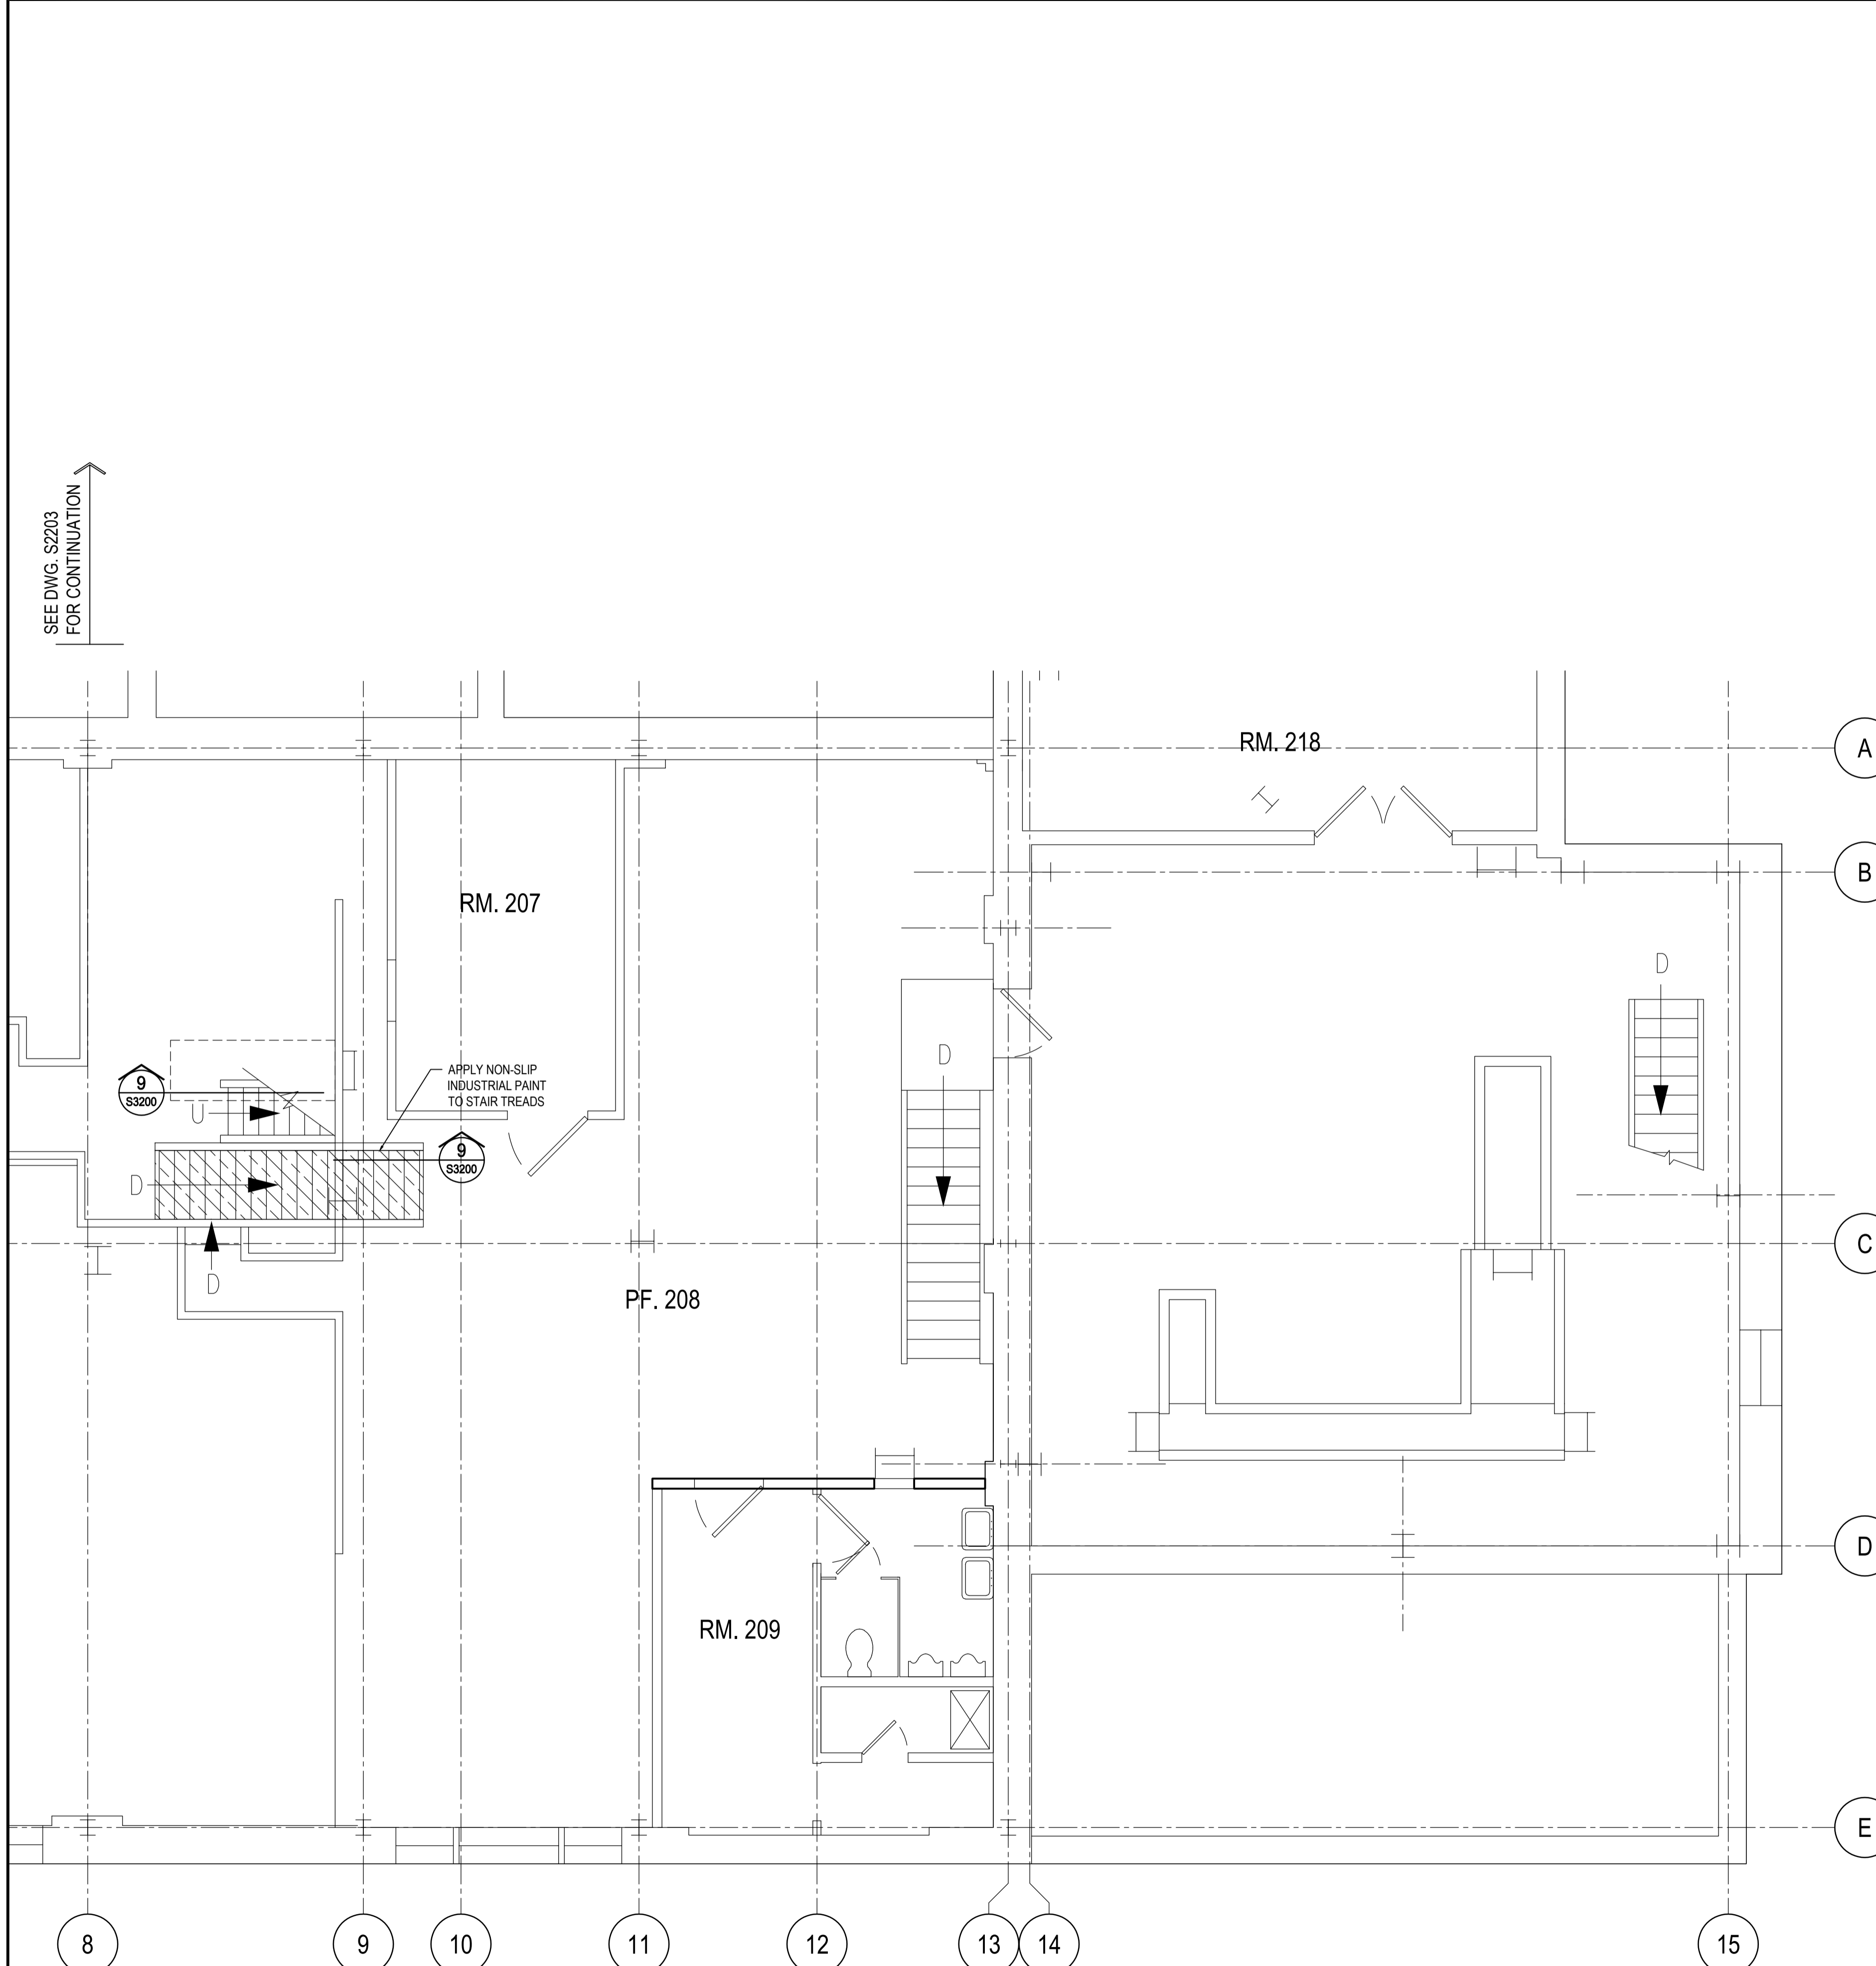 SEE DWG. S2203
FOR CONTINUATION
RM. 218
A
B
RM. 207
D
D
APPLY NON-SLIP
INDUSTRIAL PAINT
TO STAIR TREADS
9
S3200
U
9
S3200
D
D
C
PF. 208
D
RM. 209
E
8
9
10
11
12
13
14
15